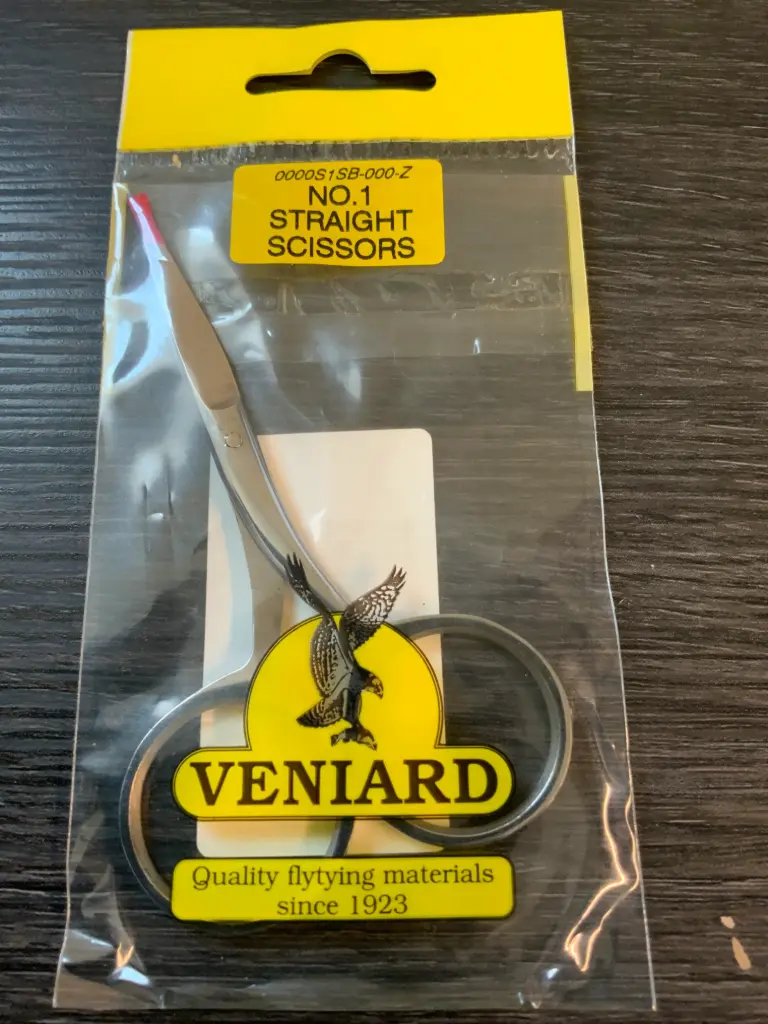 0000S1SB-000-Z
NO.1
STRAIGHT
SCISSORS
VENIARD
Quality flytying materials
since 1923